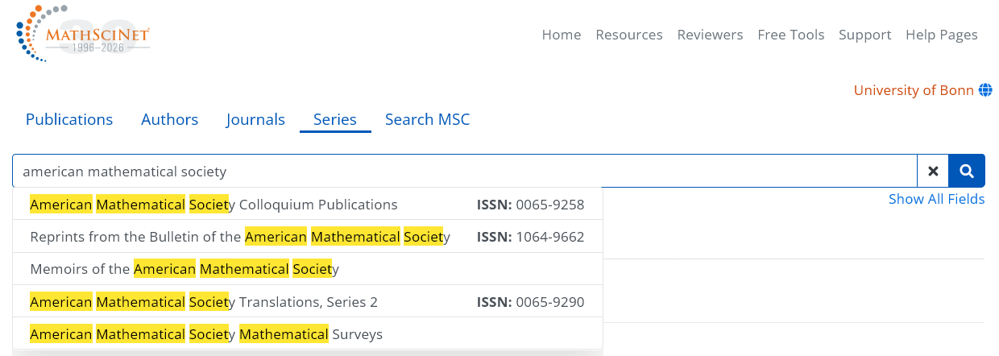 MATHSCINET
1996–2026
Home Resources Reviewers Free Tools Support Help Pages
University of Bonn
Publications Authors Journals Series Search MSC
american mathematical society
Show All Fields
American Mathematical Society Colloquium Publications ISSN: 0065-9258
Reprints from the Bulletin of the American Mathematical Society ISSN: 1064-9662
Memoirs of the American Mathematical Society
American Mathematical Society Translations, Series 2 ISSN: 0065-9290
American Mathematical Society Mathematical Surveys